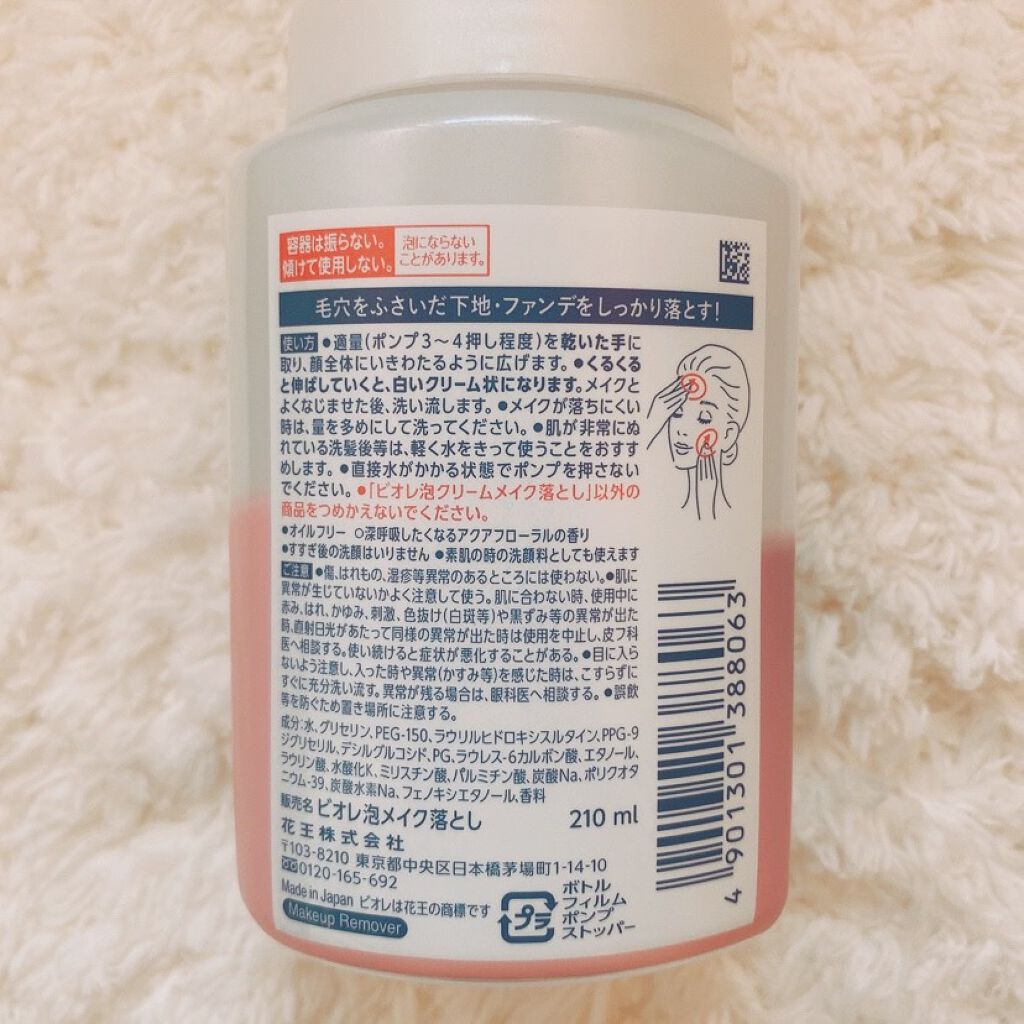 容器は振らない。
傾けて使用しない。
泡にならない
ことがあります。
毛穴をふさいだ下地・ファンデをしっかり落とす!
使い方 ●適量(ポンプ3~4押し程度)を乾いた手に
取り、顔全体にいきわたるように広げます。●くるくる
と伸ばしていくと、白いクリーム状になります。メイクと
よくなじませた後、洗い流します。●メイクが落ちにくい
時は、量を多めにして洗ってください。●肌が非常にぬ
れている洗髪後等は、軽く水をきって使うことをおすす
めします。●直接水がかかる状態でポンプを押さない
でください。●「ビオレ泡クリームメイク落とし」以外の
商品をつめかえないでください。
●オイルフリー ○深呼吸したくなるアクアフローラルの香り
●すすぎ後の洗顔はいりません ●素肌の時の洗顔料としても使えます
ご注意 ●傷、はれもの、湿疹等異常のあるところには使わない。●肌に
異常が生じていないかよく注意して使う。肌に合わない時、使用中に
赤み、はれ、かゆみ、刺激、色抜け(白斑等)や黒ずみ等の異常が出た
時、直射日光があたって同様の異常が出た時は使用を中止し、皮フ科
医へ相談する。使い続けると症状が悪化することがある。●目に入ら
ないよう注意し、入った時や異常(かすみ等)を感じた時は、こすらずに
すぐに充分洗い流す。異常が残る場合は、眼科医へ相談する。●誤飲
等を防ぐため置き場所に注意する。
成分:水、グリセリン、PEG-150、ラウリルヒドロキシスルタイン、PPG-9
ジグリセリル、デシルグルコシド、PG、ラウレス-6カルボン酸、エタノール、
ラウリン酸、水酸化K、ミリスチン酸、パルミチン酸、炭酸Na、ポリクオタ
ニウム-39、炭酸水素Na、フェノキシエタノール、香料
販売名 ビオレ泡メイク落とし 210 ml
花王株式会社
〒103-8210 東京都中央区日本橋茅場町1-14-10
0120-165-692
Made in Japan ビオレは花王の商標です
Makeup Remover
プラ
ボトル
フィルム
ポンプ
ストッパー
4 901301 388063